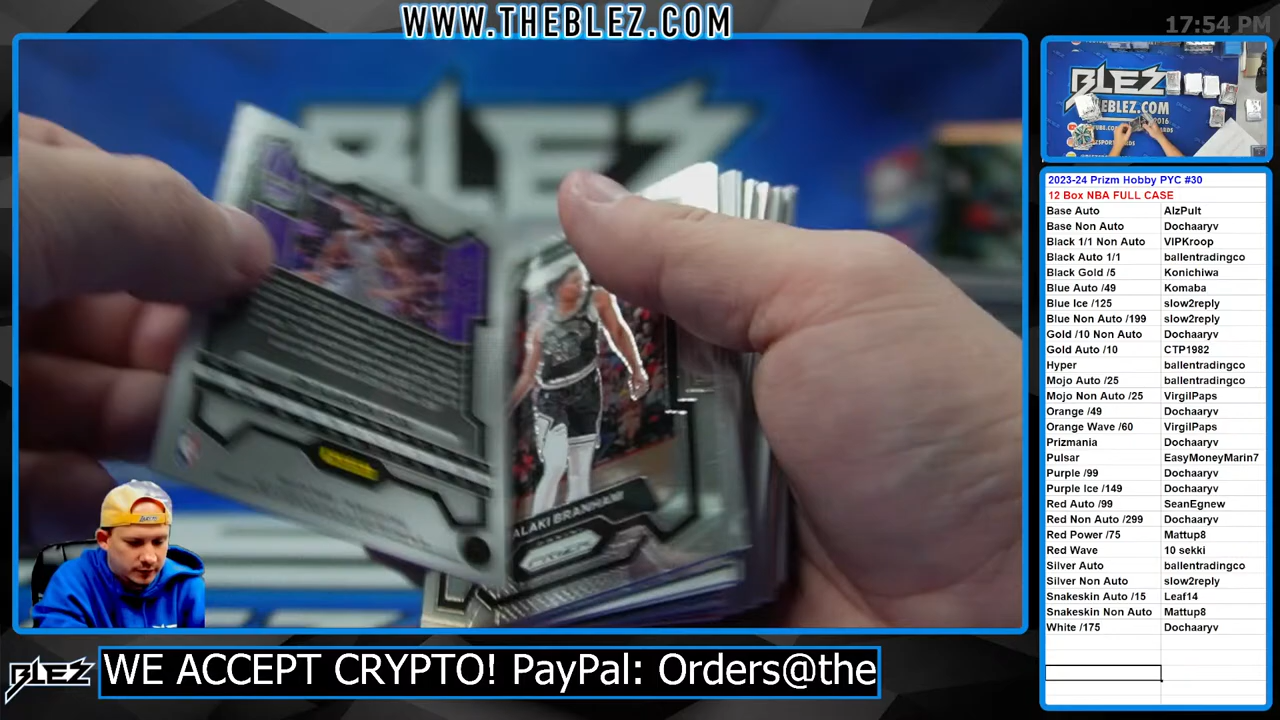 WWW.THEBLEZ.COM
17:54 PM
BLEZ
THEBLEZ.COM
2023-24 Prizm Hobby PYC #30
12 Box NBA FULL CASE
Base Auto AlzPult
Base Non Auto Dochaaryv
Black 1/1 Non Auto VIPKroop
Black Auto 1/1 ballentradingco
Black Gold /5 Konichiwa
Blue Auto /49 Komaba
Blue Ice /125 slow2reply
Blue Non Auto /199 slow2reply
Gold /10 Non Auto Dochaaryv
Gold Auto /10 CTP1982
Hyper ballentradingco
Mojo Auto /25 ballentradingco
Mojo Non Auto /25 VirgilPaps
Orange /49 Dochaaryv
Orange Wave /60 VirgilPaps
Prizmania Dochaaryv
Pulsar EasyMoneyMarin7
Purple /99 Dochaaryv
Purple Ice /149 Dochaaryv
Red Auto /99 SeanEgnew
Red Non Auto /299 Dochaaryv
Red Power /75 Mattup8
Red Wave 10 sekki
Silver Auto ballentradingco
Silver Non Auto slow2reply
Snakeskin Auto /15 Leaf14
Snakeskin Non Auto Mattup8
White /175 Dochaaryv
ALAKI BRANHAM
PRIZM
BLEZ
WE ACCEPT CRYPTO! PayPal: Orders@the